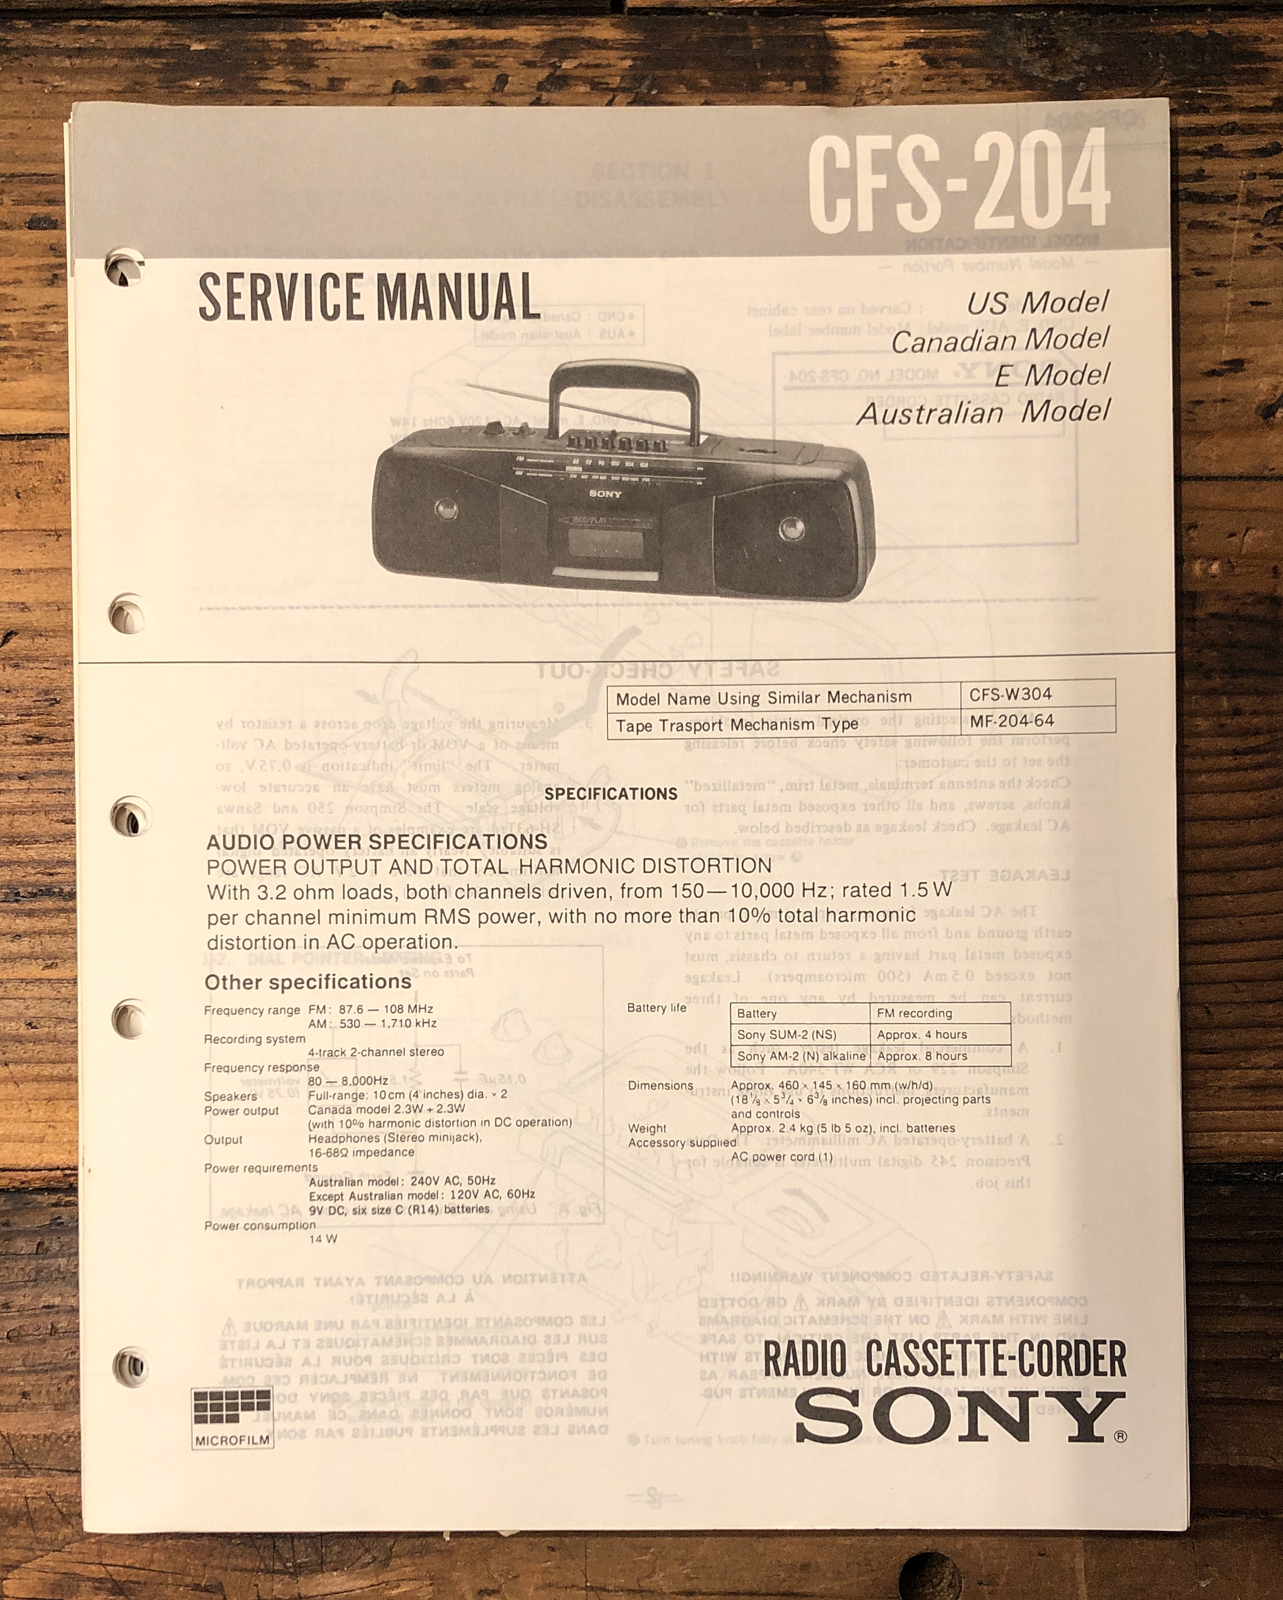 CFS-204
SERVICE MANUAL
US Model
Canadian Model
E Model
Australian Model
SONY
Model Name Using Similar Mechanism CFS-W304
Tape Trasport Mechanism Type MF-204-64
SPECIFICATIONS
AUDIO POWER SPECIFICATIONS
POWER OUTPUT AND TOTAL HARMONIC DISTORTION
With 3.2 ohm loads, both channels driven, from 150—10,000 Hz; rated 1.5 W
per channel minimum RMS power, with no more than 10% total harmonic
distortion in AC operation.
Other specifications
Frequency range FM: 87.6 — 108 MHz
AM: 530 — 1,710 kHz
Recording system
4-track 2-channel stereo
Frequency response
80 — 8,000Hz
Speakers Full-range: 10cm (4 inches) dia. × 2
Power output Canada model 2.3W + 2.3W
(with 10% harmonic distortion in DC operation)
Output Headphones (Stereo minijack),
16-68Ω impedance
Power requirements
Australian model: 240V AC, 50Hz
Except Australian model: 120V AC, 60Hz
9V DC, six size C (R14) batteries
Power consumption
14 W
Battery life
Battery FM recording
Sony SUM-2 (NS) Approx. 4 hours
Sony AM-2 (N) alkaline Approx. 8 hours
Dimensions Approx. 460 × 145 × 160 mm (w/h/d)
(18 1/8 × 5 3/4 × 6 3/8 inches) incl. projecting parts
and controls
Weight Approx. 2.4 kg (5 lb 5 oz), incl. batteries
Accessory supplied
AC power cord (1)
MICROFILM
RADIO CASSETTE-CORDER
SONY®